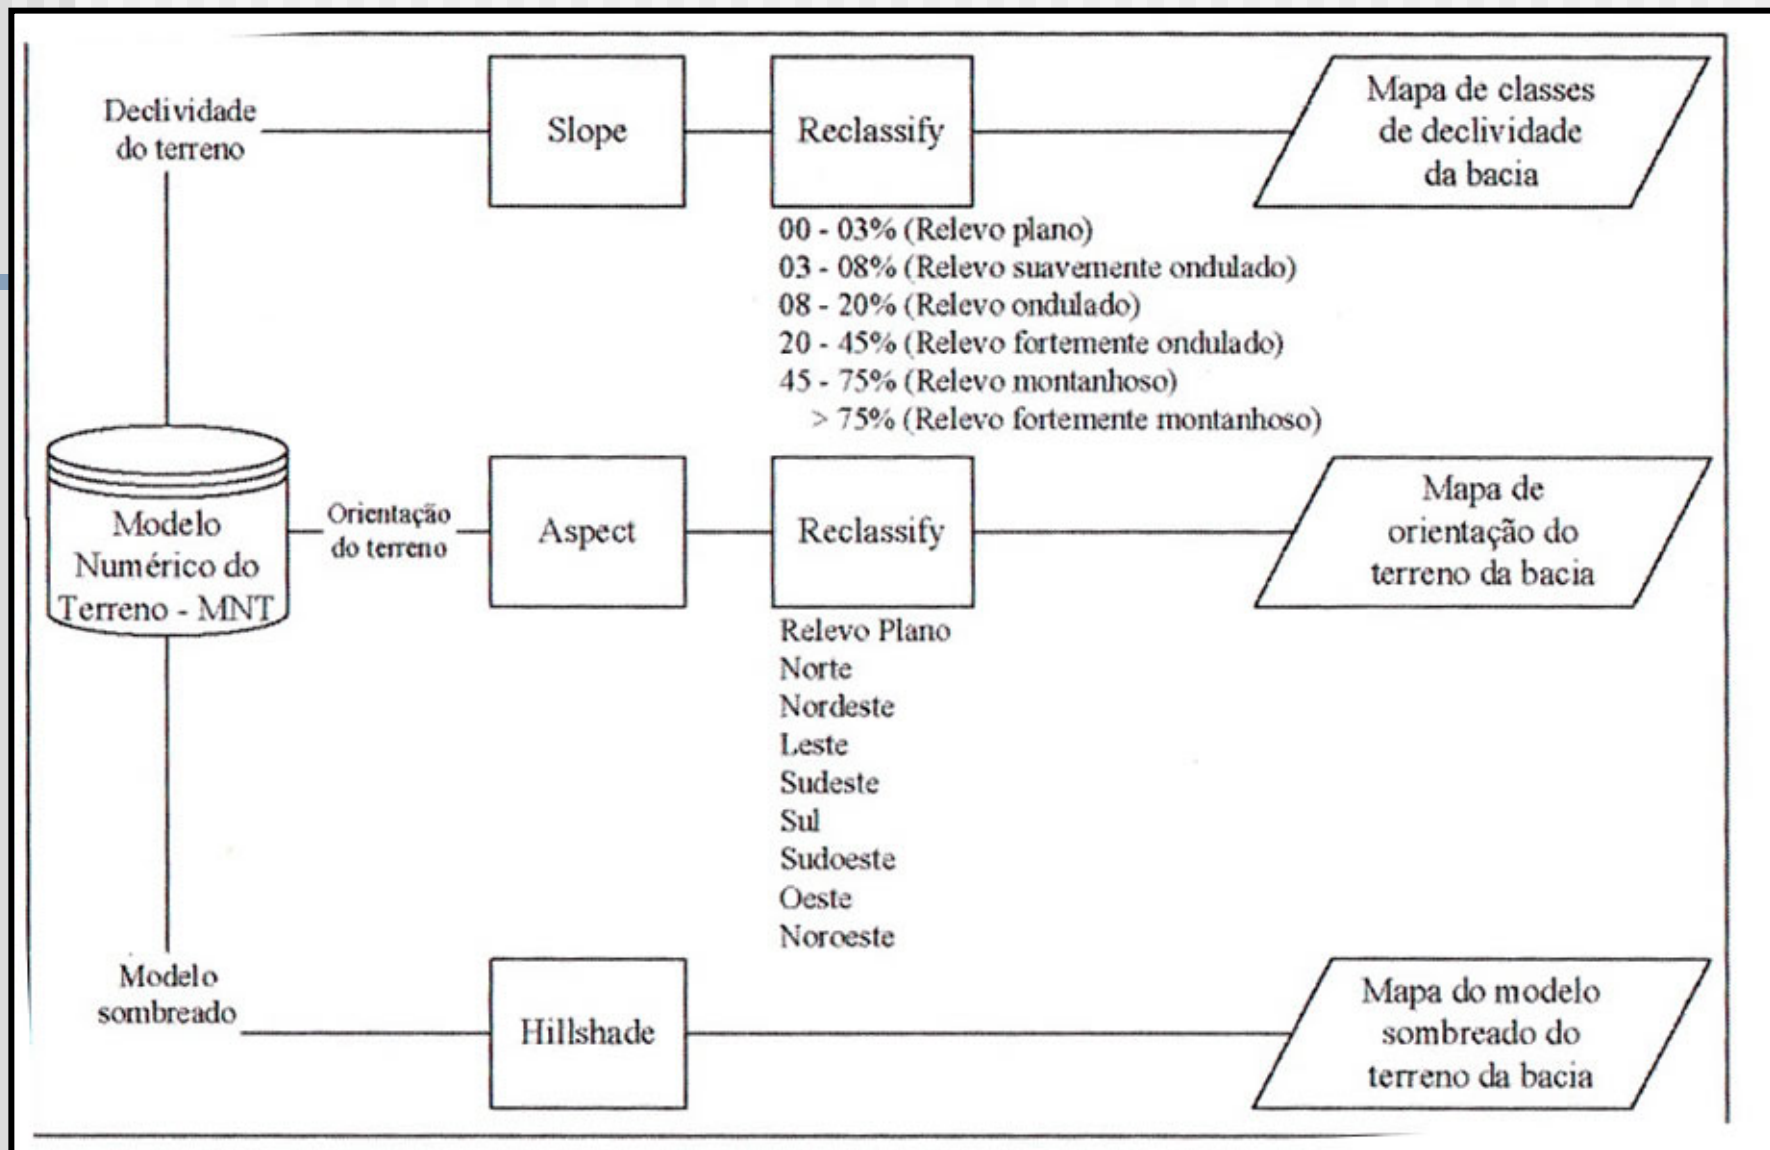 Declividade
do terreno
Slope
Reclassify
Mapa de classes
de declividade
da bacia
00 - 03% (Relevo plano)
03 - 08% (Relevo suavemente ondulado)
08 - 20% (Relevo ondulado)
20 - 45% (Relevo fortemente ondulado)
45 - 75% (Relevo montanhoso)
> 75% (Relevo fortemente montanhoso)
Modelo
Numérico do
Terreno - MNT
Orientação
do terreno
Aspect
Reclassify
Mapa de
orientação do
terreno da bacia
Relevo Plano
Norte
Nordeste
Leste
Sudeste
Sul
Sudoeste
Oeste
Noroeste
Modelo
sombreado
Hillshade
Mapa do modelo
sombreado do
terreno da bacia